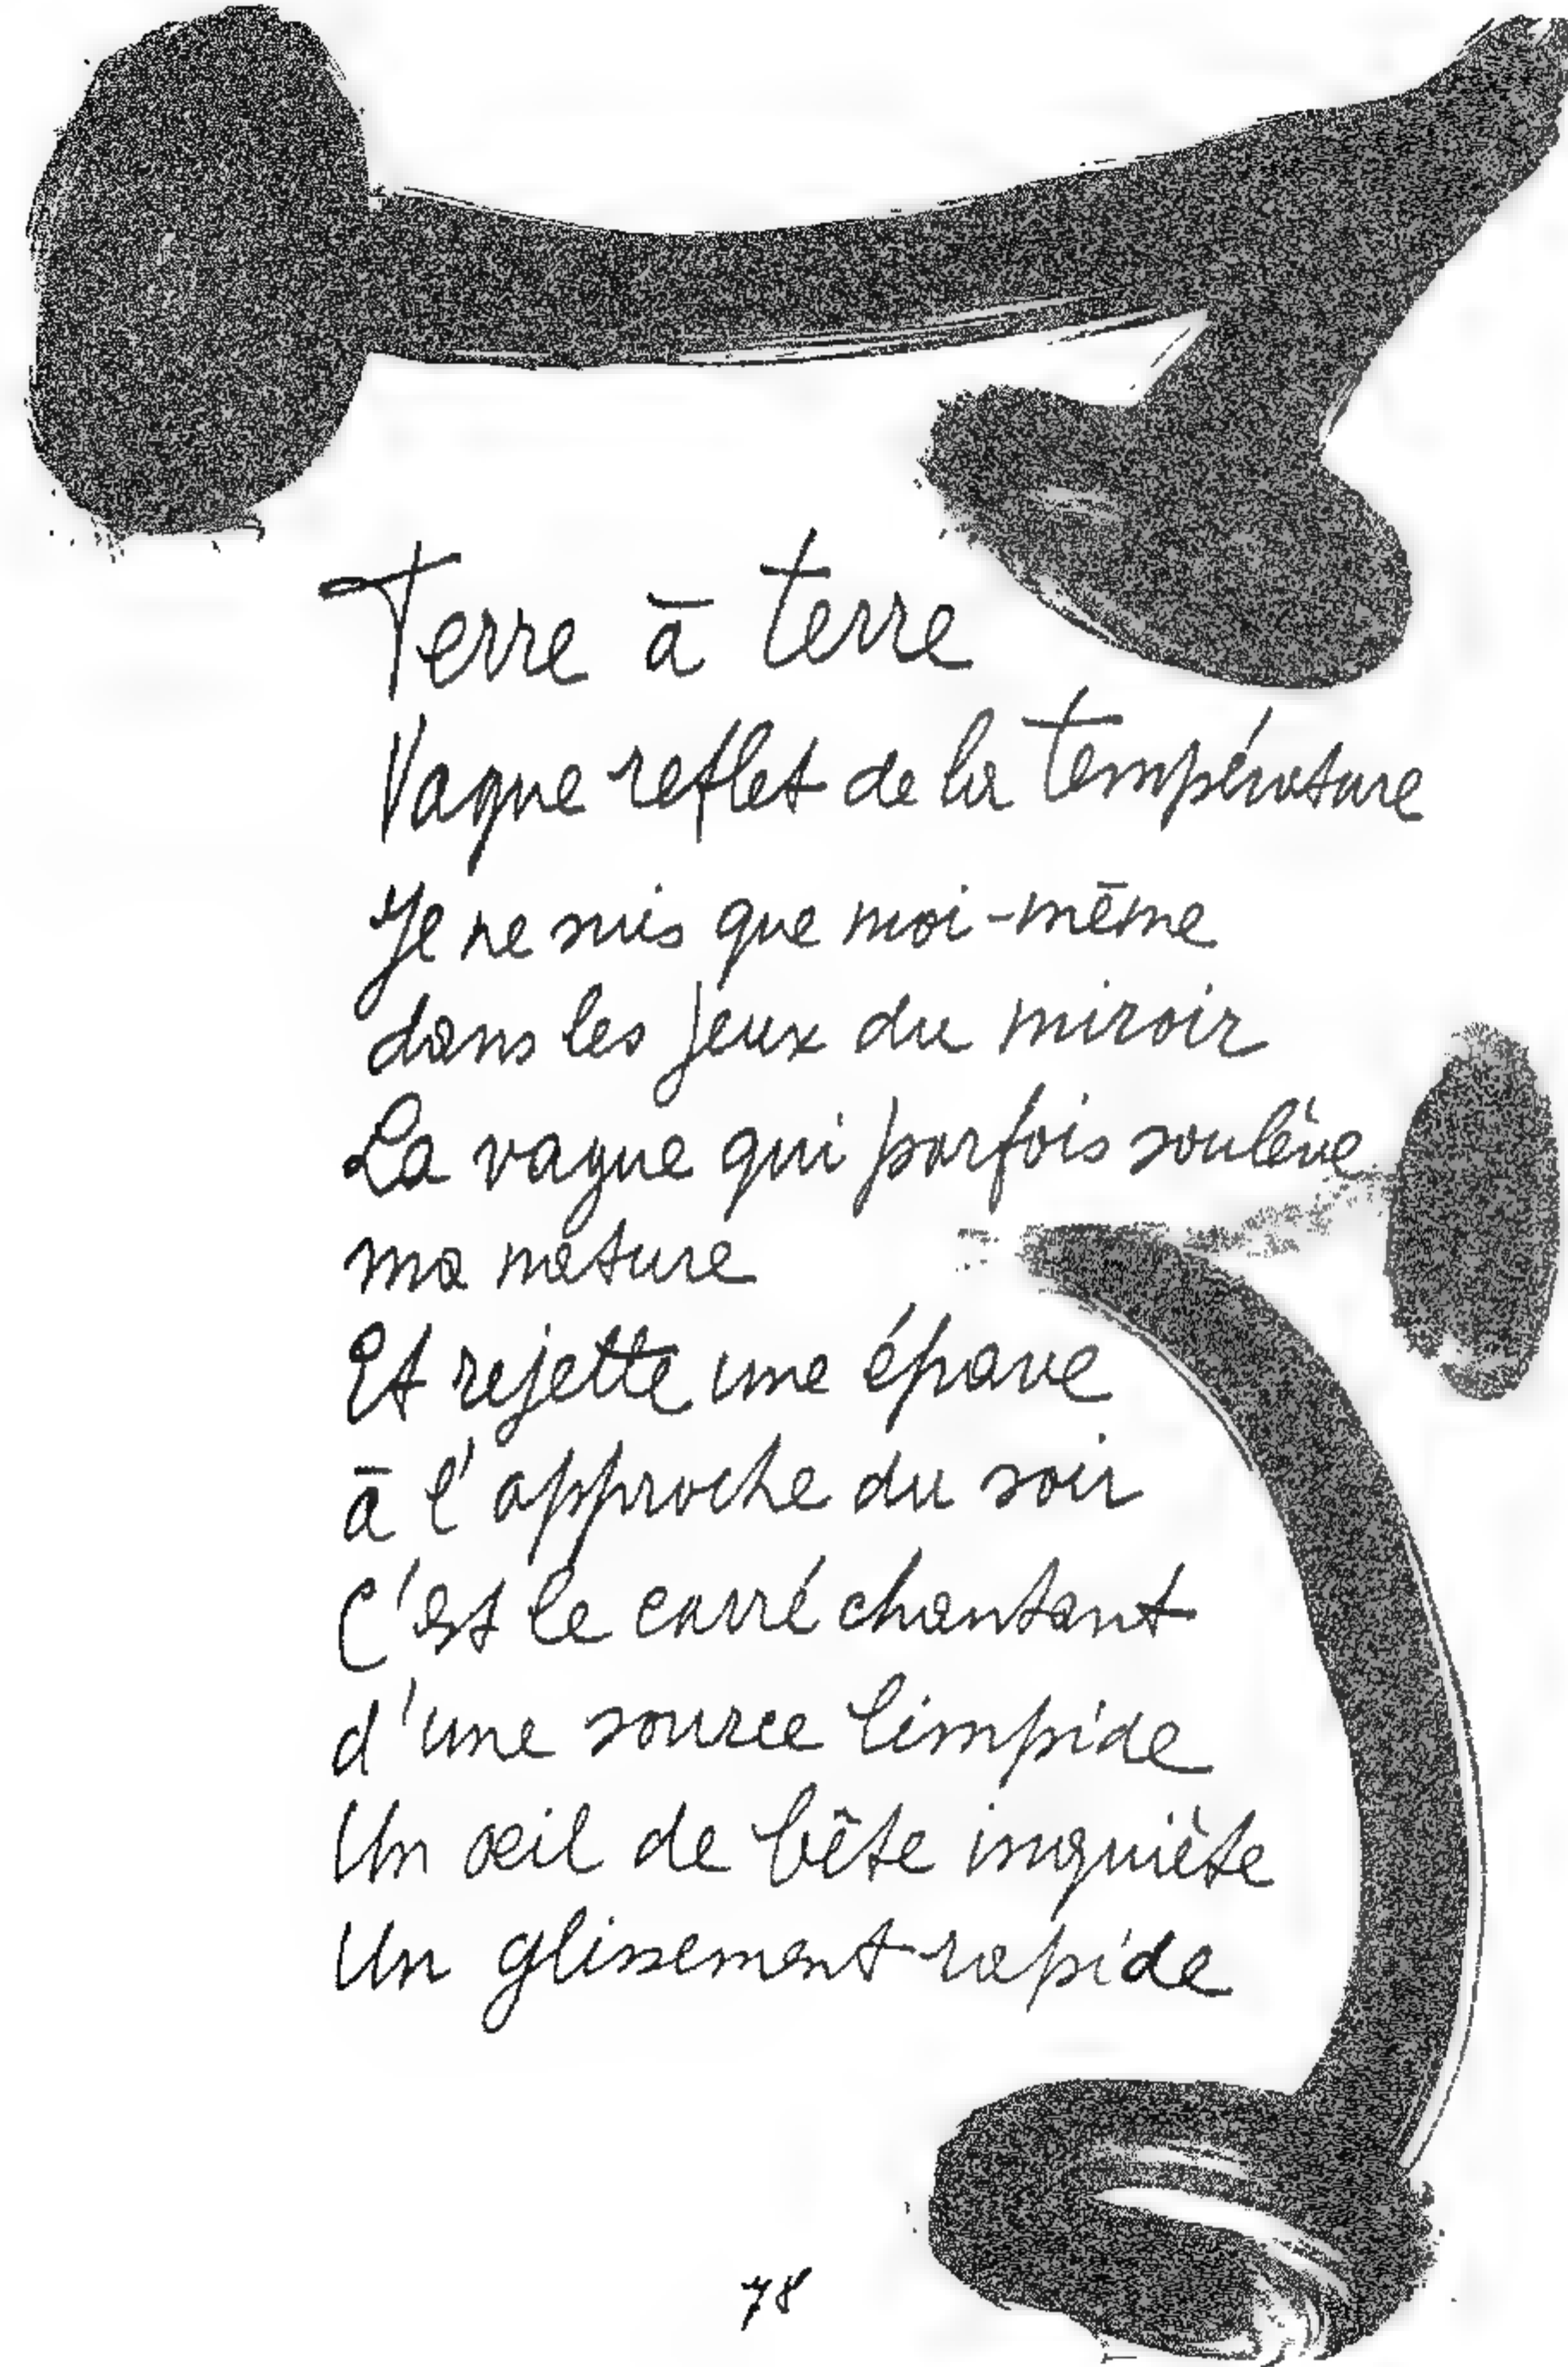 Terre à terre
Vague reflet de la température
Je ne suis que moi-même
dans les jeux du miroir
La vague qui parfois soulève
ma nature
Et rejette une épave
à l'approche du soir
C'est le carré chantant
d'une source limpide
Un œil de bête inquiète
Un glissement rapide
78